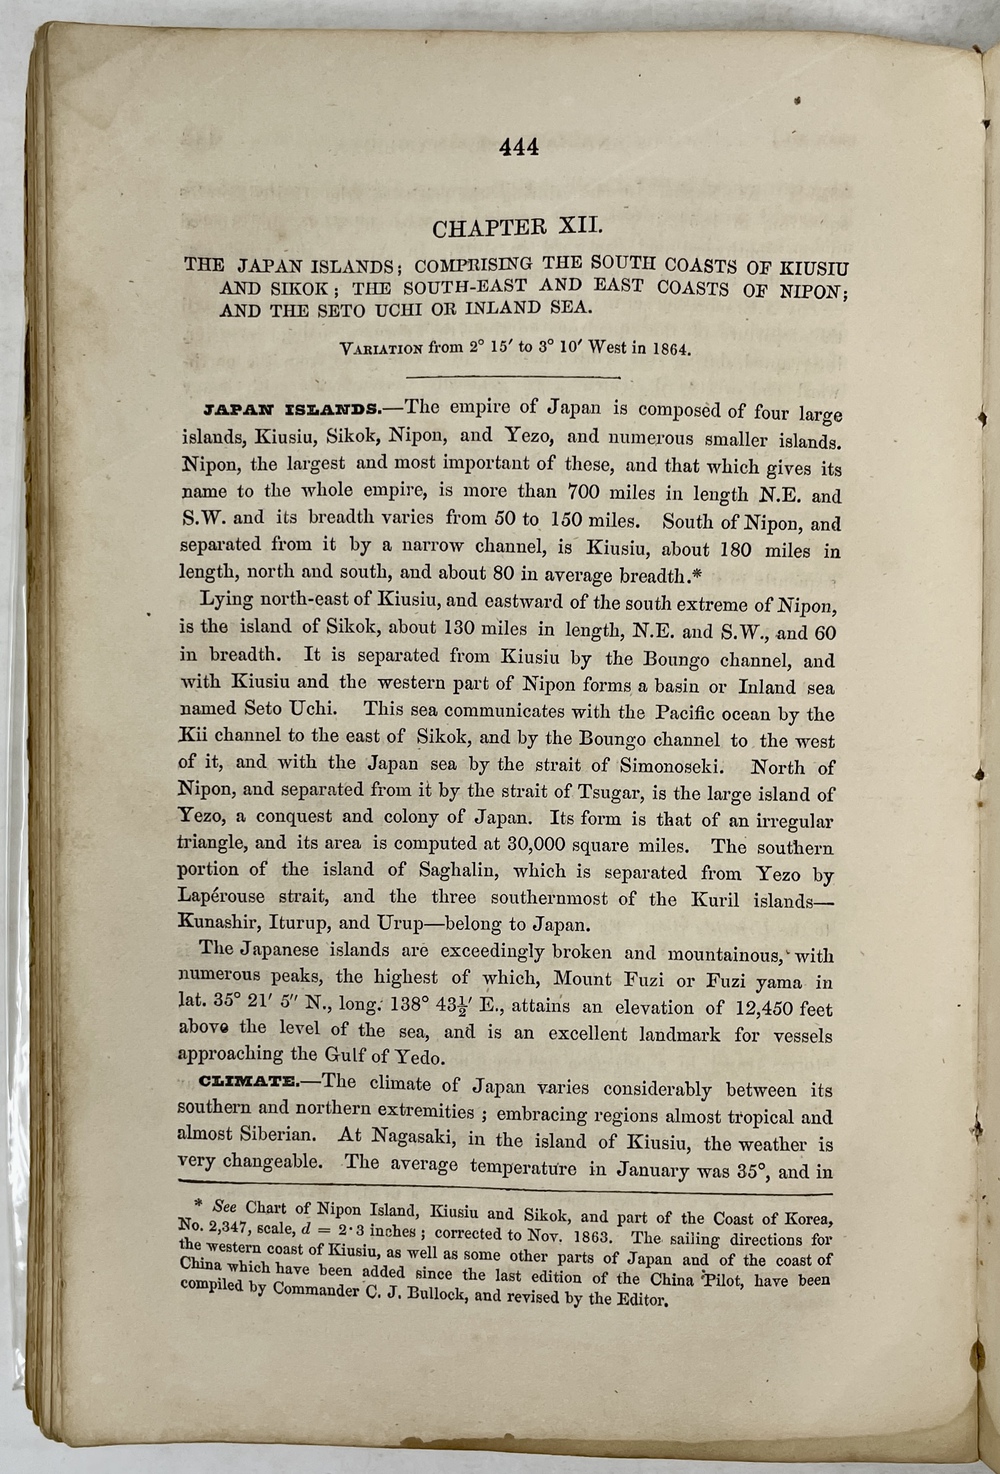 444
CHAPTER XII.
THE JAPAN ISLANDS; COMPRISING THE SOUTH COASTS OF KIUSIU
AND SIKOK; THE SOUTH-EAST AND EAST COASTS OF NIPON;
AND THE SETO UCHI OR INLAND SEA.
VARIATION from 2° 15′ to 3° 10′ West in 1864.
JAPAN ISLANDS.—The empire of Japan is composed of four large
islands, Kiusiu, Sikok, Nipon, and Yezo, and numerous smaller islands.
Nipon, the largest and most important of these, and that which gives its
name to the whole empire, is more than 700 miles in length N.E. and
S.W. and its breadth varies from 50 to 150 miles. South of Nipon, and
separated from it by a narrow channel, is Kiusiu, about 180 miles in
length, north and south, and about 80 in average breadth.*
Lying north-east of Kiusiu, and eastward of the south extreme of Nipon,
is the island of Sikok, about 130 miles in length, N.E. and S.W., and 60
in breadth. It is separated from Kiusiu by the Boungo channel, and
with Kiusiu and the western part of Nipon forms a basin or Inland sea
named Seto Uchi. This sea communicates with the Pacific ocean by the
Kii channel to the east of Sikok, and by the Boungo channel to the west
of it, and with the Japan sea by the strait of Simonoseki. North of
Nipon, and separated from it by the strait of Tsugar, is the large island of
Yezo, a conquest and colony of Japan. Its form is that of an irregular
triangle, and its area is computed at 30,000 square miles. The southern
portion of the island of Saghalin, which is separated from Yezo by
Lapérouse strait, and the three southernmost of the Kuril islands—
Kunashir, Iturup, and Urup—belong to Japan.
The Japanese islands are exceedingly broken and mountainous, with
numerous peaks, the highest of which, Mount Fuzi or Fuzi yama in
lat. 35° 21′ 5″ N., long. 138° 43½′ E., attains an elevation of 12,450 feet
above the level of the sea, and is an excellent landmark for vessels
approaching the Gulf of Yedo.
CLIMATE.—The climate of Japan varies considerably between its
southern and northern extremities; embracing regions almost tropical and
almost Siberian. At Nagasaki, in the island of Kiusiu, the weather is
very changeable. The average temperature in January was 35°, and in
* See Chart of Nipon Island, Kiusiu and Sikok, and part of the Coast of Korea,
No. 2,347, scale, d = 2·3 inches; corrected to Nov. 1863. The sailing directions for
the western coast of Kiusiu, as well as some other parts of Japan and of the coast of
China which have been added since the last edition of the China Pilot, have been
compiled by Commander C. J. Bullock, and revised by the Editor.